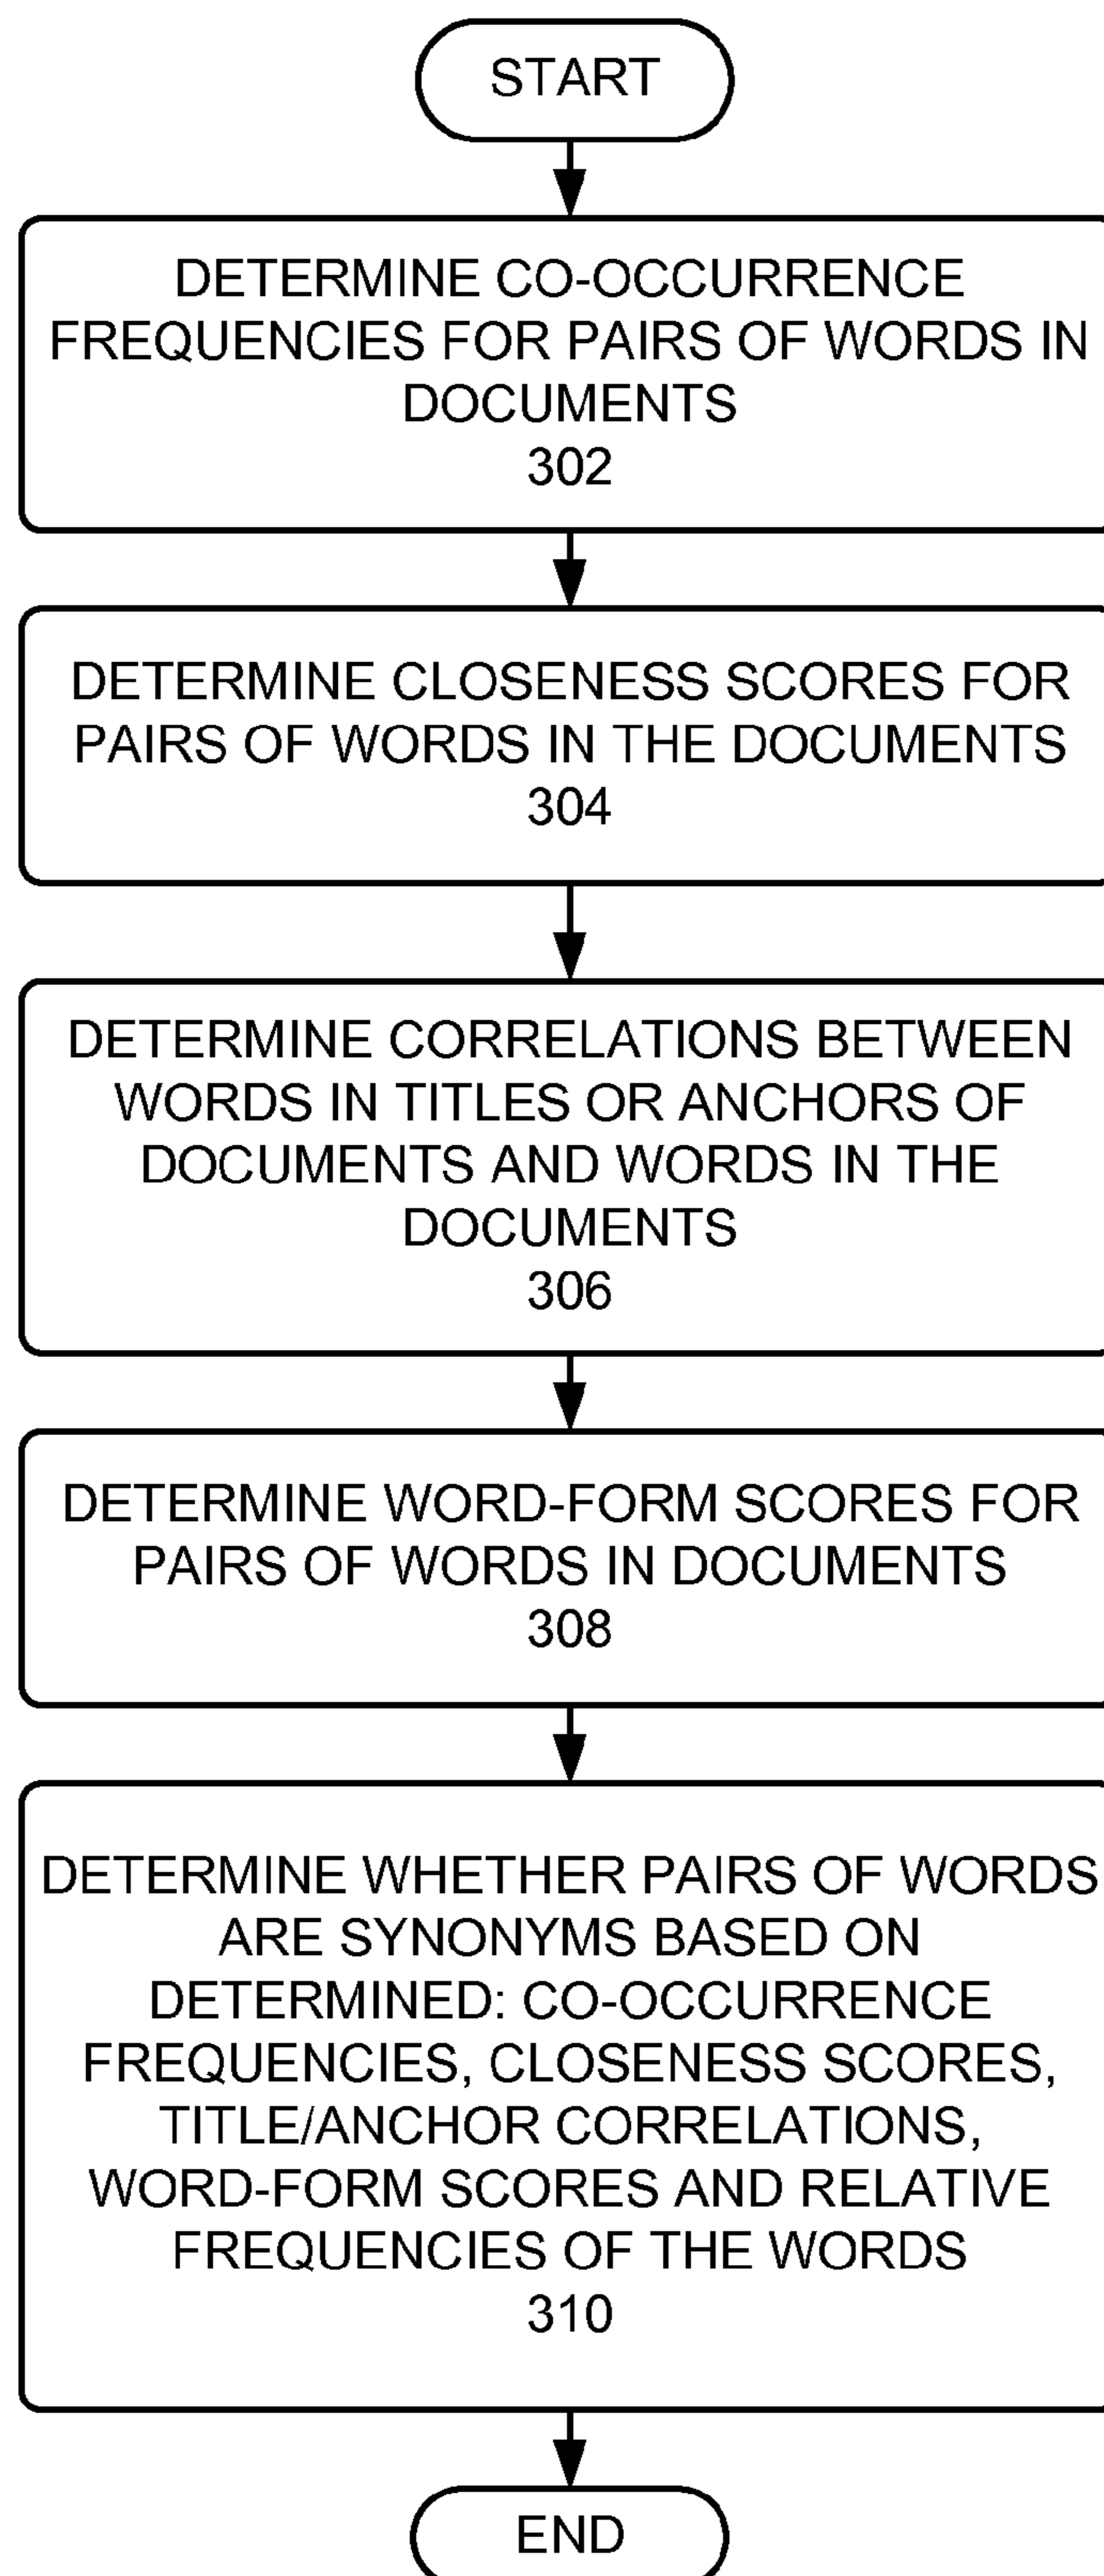 START
DETERMINE CO-OCCURRENCE
FREQUENCIES FOR PAIRS OF WORDS IN
DOCUMENTS
302
DETERMINE CLOSENESS SCORES FOR
PAIRS OF WORDS IN THE DOCUMENTS
304
DETERMINE CORRELATIONS BETWEEN
WORDS IN TITLES OR ANCHORS OF
DOCUMENTS AND WORDS IN THE
DOCUMENTS
306
DETERMINE WORD-FORM SCORES FOR
PAIRS OF WORDS IN DOCUMENTS
308
DETERMINE WHETHER PAIRS OF WORDS
ARE SYNONYMS BASED ON
DETERMINED: CO-OCCURRENCE
FREQUENCIES, CLOSENESS SCORES,
TITLE/ANCHOR CORRELATIONS,
WORD-FORM SCORES AND RELATIVE
FREQUENCIES OF THE WORDS
310
END